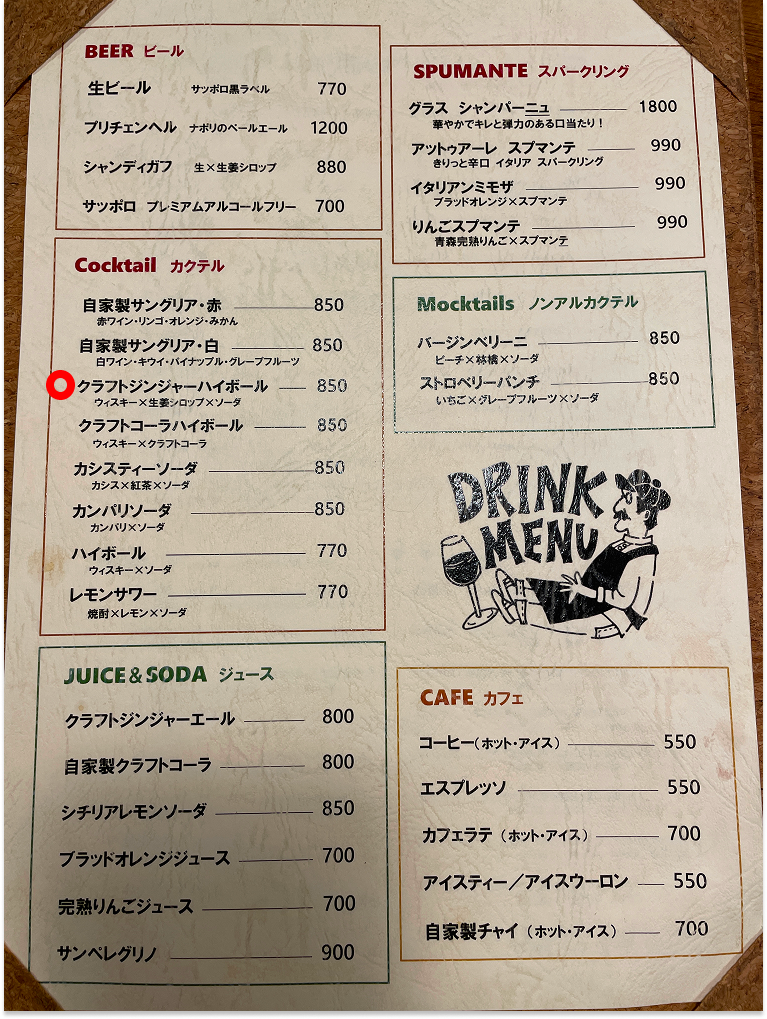 BEER ビール
生ビール サッポロ黒ラベル 770
プリチェンヘル ナポリのペールエール 1200
シャンディガフ 生×生姜シロップ 880
サッポロ プレミアムアルコールフリー 700
Cocktail カクテル
自家製サングリア・赤 850
赤ワイン・リンゴ・オレンジ・みかん
自家製サングリア・白 850
白ワイン・キウイ・パイナップル・グレープフルーツ
クラフトジンジャーハイボール 850
ウィスキー×生姜シロップ×ソーダ
クラフトコーラハイボール 850
ウィスキー×クラフトコーラ
カシスティーソーダ 850
カシス×紅茶×ソーダ
カンパリソーダ 850
カンパリ×ソーダ
ハイボール 770
ウィスキー×ソーダ
レモンサワー 770
焼酎×レモン×ソーダ
JUICE&SODA ジュース
クラフトジンジャーエール 800
自家製クラフトコーラ 800
シチリアレモンソーダ 850
ブラッドオレンジジュース 700
完熟りんごジュース 700
サンペレグリノ 900
SPUMANTE スパークリング
グラス シャンパーニュ 1800
華やかでキレと弾力のある口当たり！
アットゥアーレ スプマンテ 990
きりっと辛口 イタリア スパークリング
イタリアンミモザ 990
ブラッドオレンジ×スプマンテ
りんごスプマンテ 990
青森完熟りんご×スプマンテ
Mocktails ノンアルカクテル
バージンベリーニ 850
ピーチ×林檎×ソーダ
ストロベリーパンチ 850
いちご×グレープフルーツ×ソーダ
DRINK
MENU
CAFE カフェ
コーヒー(ホット・アイス) 550
エスプレッソ 550
カフェラテ (ホット・アイス) 700
アイスティー／アイスウーロン 550
自家製チャイ (ホット・アイス) 700